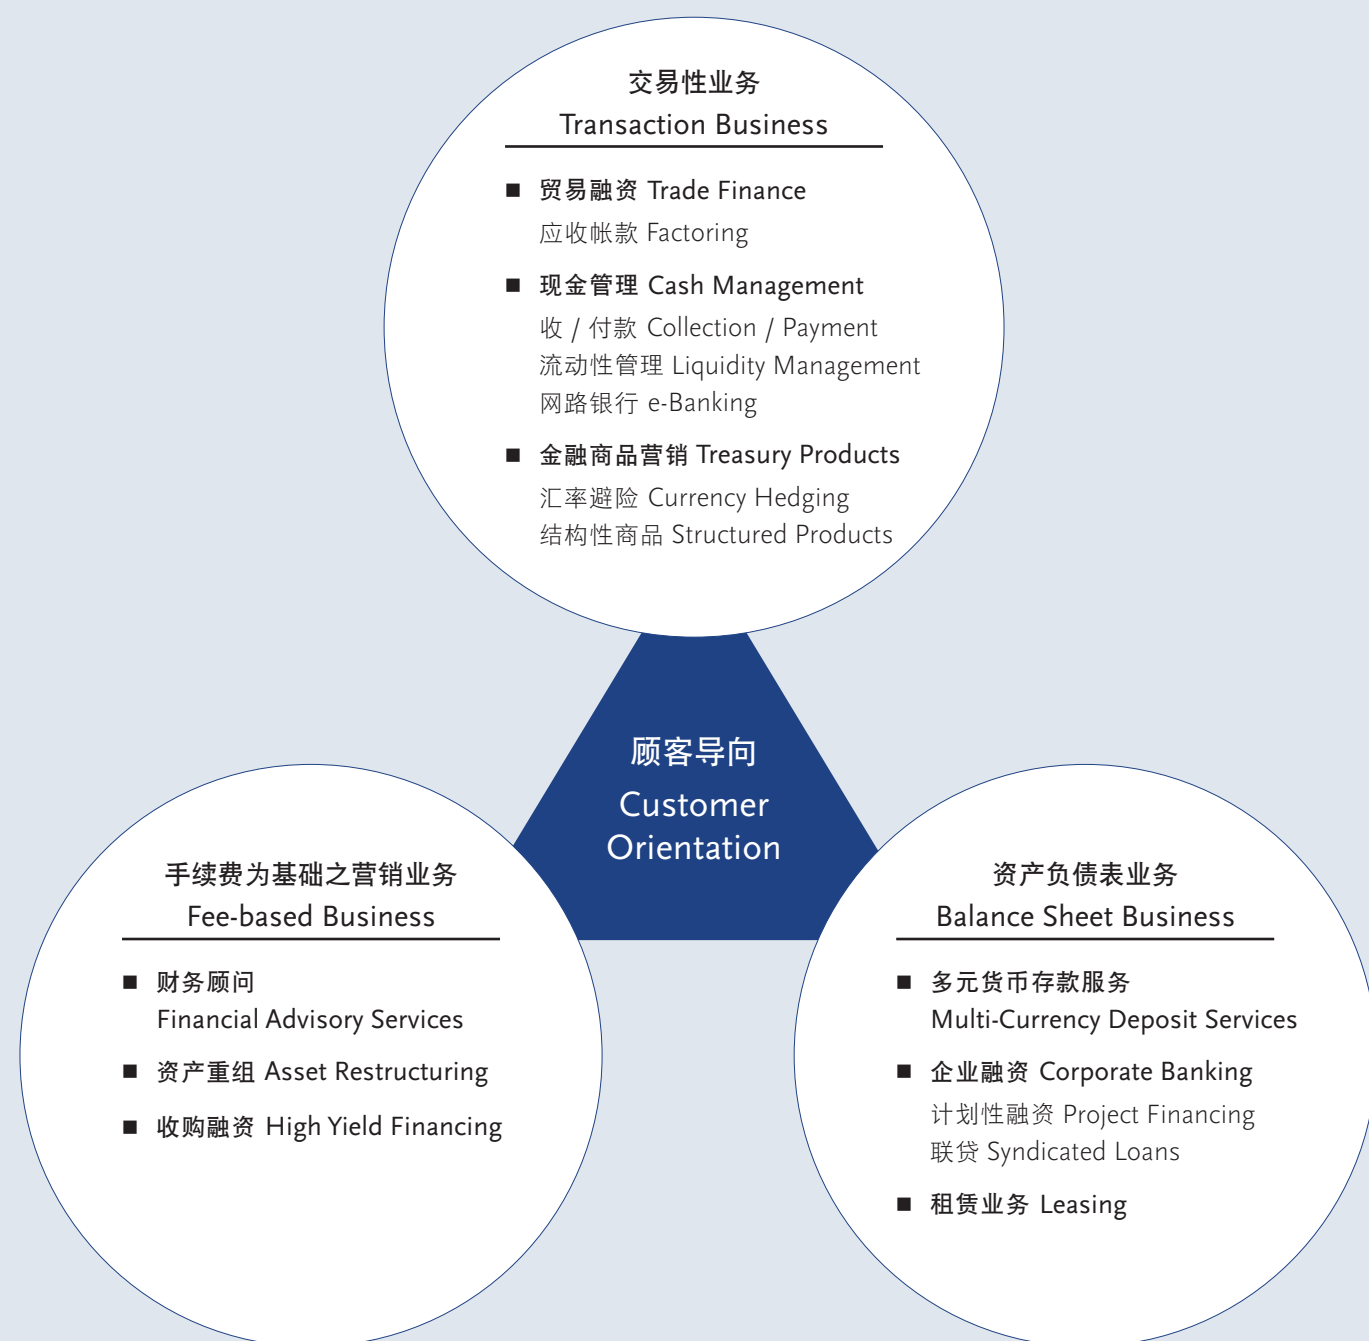 交易性业务
Transaction Business
■ 贸易融资 Trade Finance
应收帐款 Factoring
■ 现金管理 Cash Management
收 / 付款 Collection / Payment
流动性管理 Liquidity Management
网路银行 e-Banking
■ 金融商品营销 Treasury Products
汇率避险 Currency Hedging
结构性商品 Structured Products
顾客导向
Customer
Orientation
手续费为基础之营销业务
Fee-based Business
■ 财务顾问
Financial Advisory Services
■ 资产重组 Asset Restructuring
■ 收购融资 High Yield Financing
资产负债表业务
Balance Sheet Business
■ 多元货币存款服务
Multi-Currency Deposit Services
■ 企业融资 Corporate Banking
计划性融资 Project Financing
联贷 Syndicated Loans
■ 租赁业务 Leasing